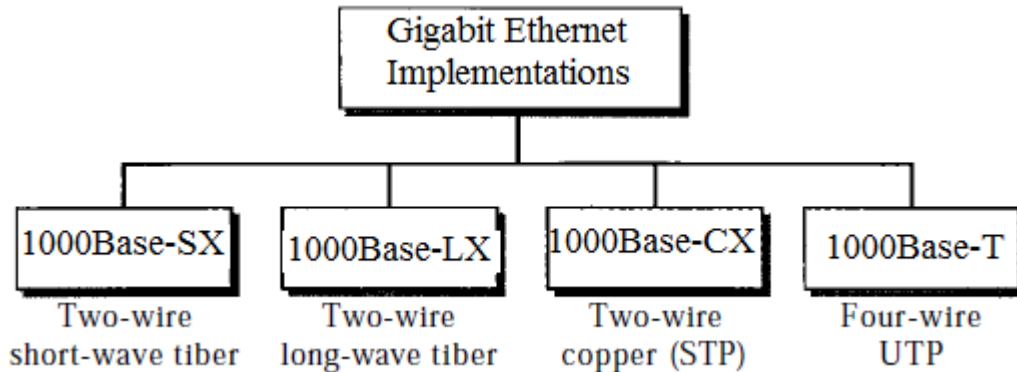 Gigabit Ethernet
Implementations
1000Base-SX
1000Base-LX
1000Base-CX
1000Base-T
Two-wire
short-wave tiber
Two-wire
long-wave tiber
Two-wire
copper (STP)
Four-wire
UTP